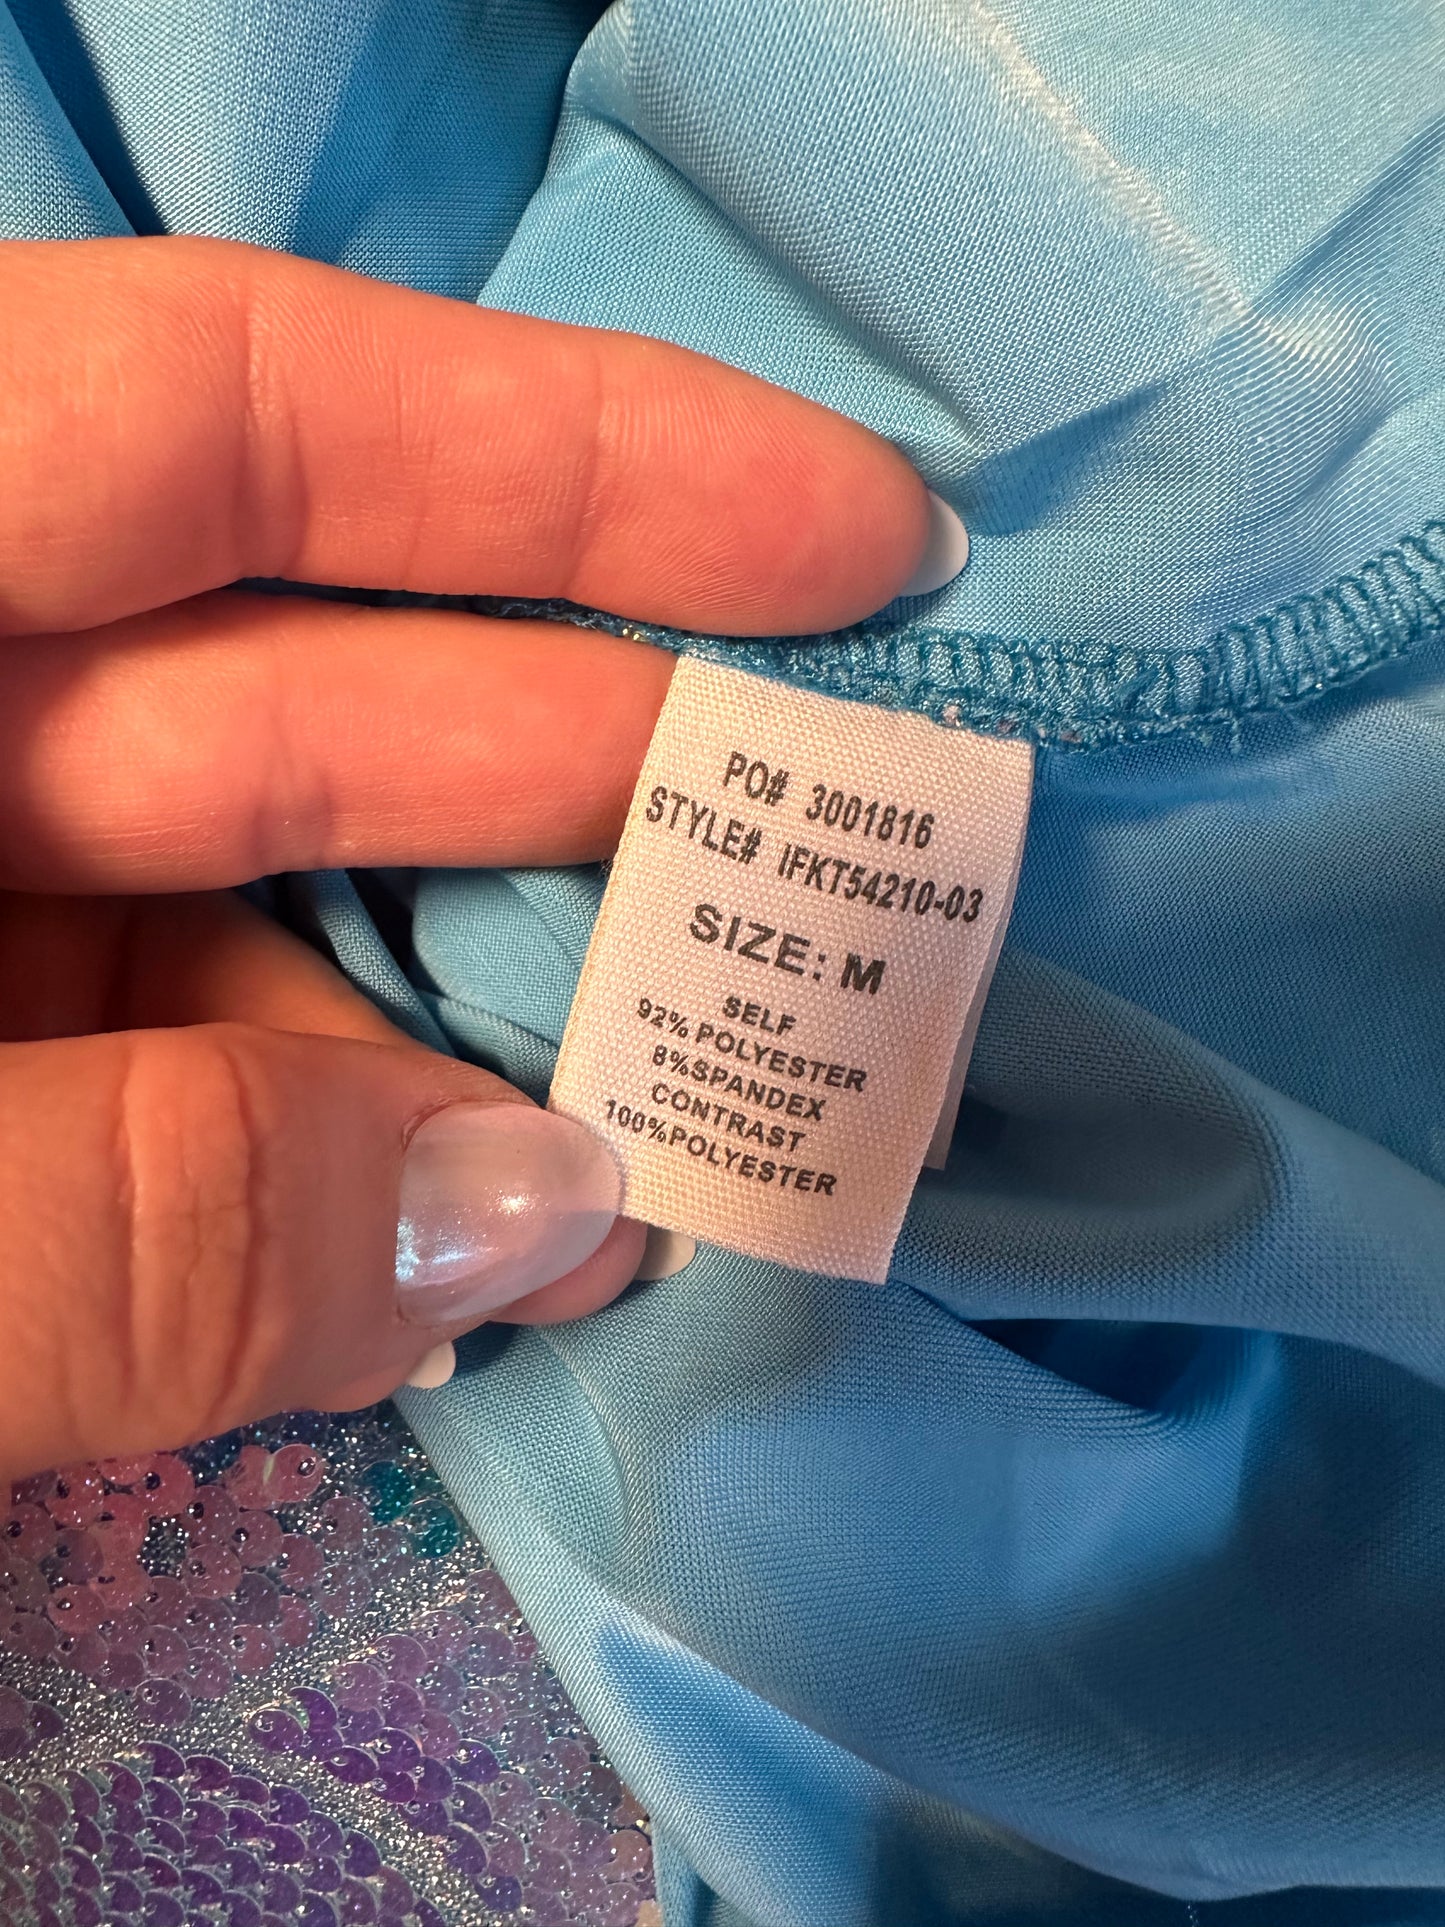 PO# 3001816
STYLE# IFKT54210-03
SIZE: M
SELF
92% POLYESTER
8%SPANDEX
CONTRAST
100%POLYESTER